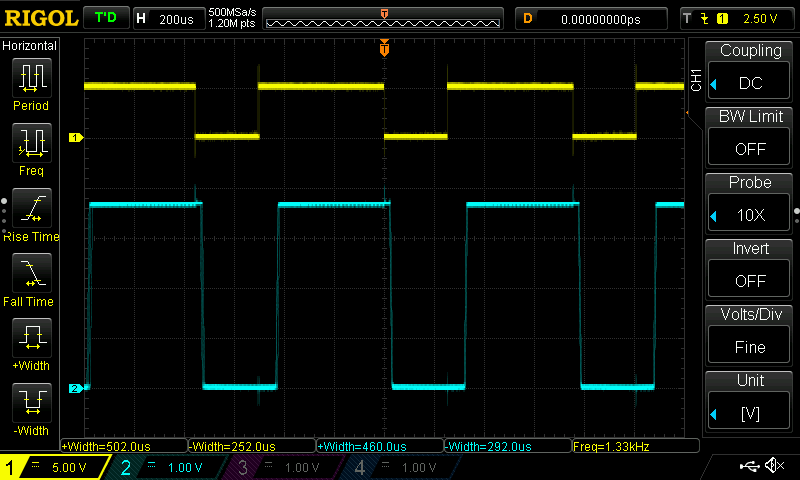 RIGOL T'D H 200us 500MSa/s 1.20M pts T D 0.00000000ps T 1 2.50 V
Horizontal
Period
Freq
Rise Time
Fall Time
+Width
-Width
T
1
2
CH1
Coupling
DC
BW Limit
OFF
Probe
10X
Invert
OFF
Volts/Div
Fine
Unit
[V]
+Width=502.0us -Width=252.0us +Width=460.0us -Width=292.0us Freq=1.33kHz
1 5.00 V 2 1.00 V 3 1.00 V 4 1.00 V